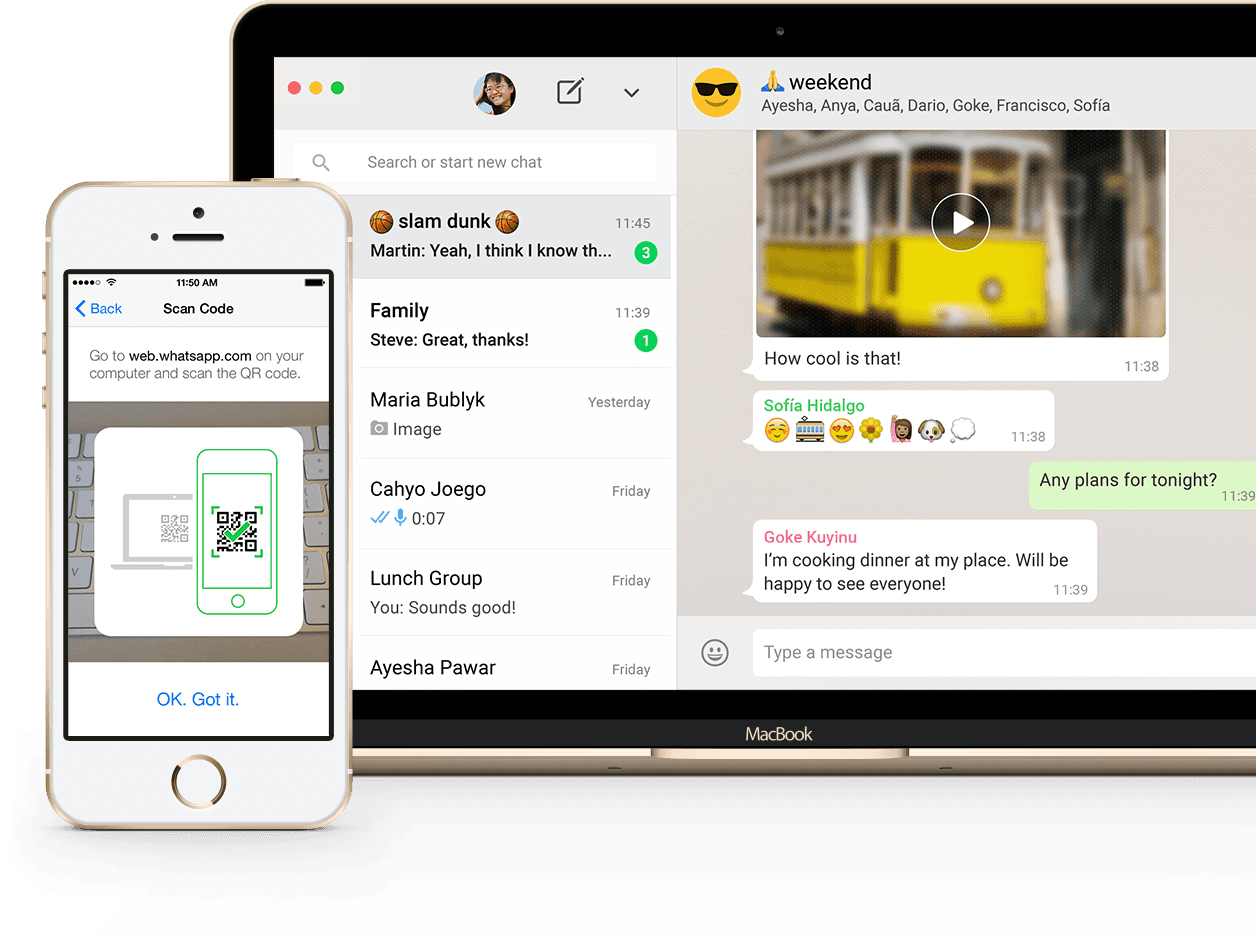 11:50 AM
Back
Scan Code
Go to web.whatsapp.com on your
computer and scan the QR code.
OK. Got it.
Search or start new chat
🏀 slam dunk 🏀 11:45
Martin: Yeah, I think I know th... 3
Family 11:39
Steve: Great, thanks! 1
Maria Bublyk Yesterday
Image
Cahyo Joego Friday
0:07
Lunch Group Friday
You: Sounds good!
Ayesha Pawar Friday
🙏 weekend
Ayesha, Anya, Cauã, Dario, Goke, Francisco, Sofía
How cool is that! 11:38
Sofía Hidalgo
☺️🚋😍🌻🙋🏽🐶💭 11:38
Any plans for tonight?
11:39
Goke Kuyinu
I’m cooking dinner at my place. Will be
happy to see everyone! 11:39
Type a message
MacBook